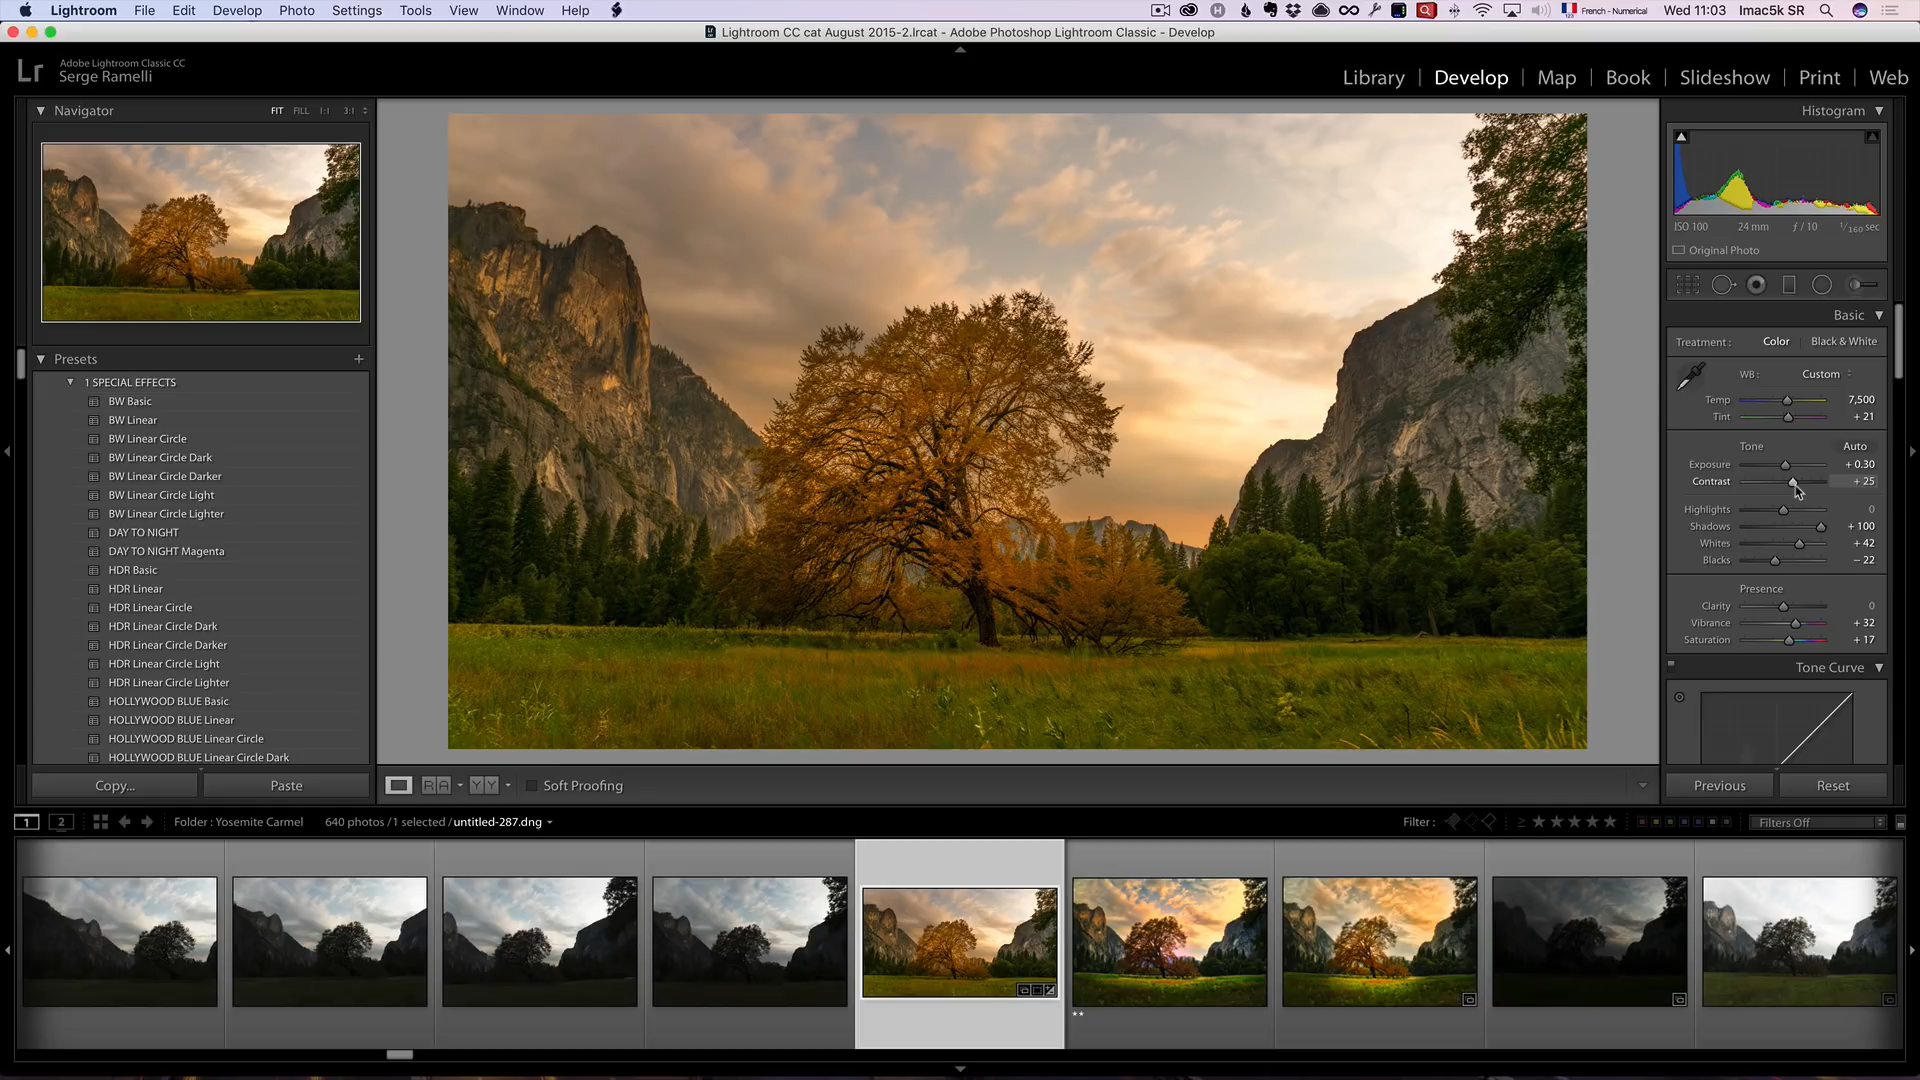 Lightroom File Edit Develop Photo Settings Tools View Window Help
French - Numerical Wed 11:03 Imac5k SR
Lightroom CC cat August 2015-2.lrcat - Adobe Photoshop Lightroom Classic - Develop
Lr Adobe Lightroom Classic CC
Serge Ramelli
Library Develop Map Book Slideshow Print Web
Navigator FIT FILL 1:1 3:1
Presets +
1 SPECIAL EFFECTS
BW Basic
BW Linear
BW Linear Circle
BW Linear Circle Dark
BW Linear Circle Darker
BW Linear Circle Light
BW Linear Circle Lighter
DAY TO NIGHT
DAY TO NIGHT Magenta
HDR Basic
HDR Linear
HDR Linear Circle
HDR Linear Circle Dark
HDR Linear Circle Darker
HDR Linear Circle Light
HDR Linear Circle Lighter
HOLLYWOOD BLUE Basic
HOLLYWOOD BLUE Linear
HOLLYWOOD BLUE Linear Circle
HOLLYWOOD BLUE Linear Circle Dark
Copy... Paste
RA YY Soft Proofing
Histogram
ISO 100 24 mm ƒ / 10 1/160 sec
Original Photo
Basic
Treatment : Color Black & White
WB : Custom
Temp 7,500
Tint + 21
Tone Auto
Exposure + 0.30
Contrast + 25
Highlights 0
Shadows + 100
Whites + 42
Blacks − 22
Presence
Clarity 0
Vibrance + 32
Saturation + 17
Tone Curve
Previous Reset
1 2 Folder : Yosemite Carmel 640 photos / 1 selected / untitled-287.dng Filter : ≥ ★★★★★ Filters Off
★★